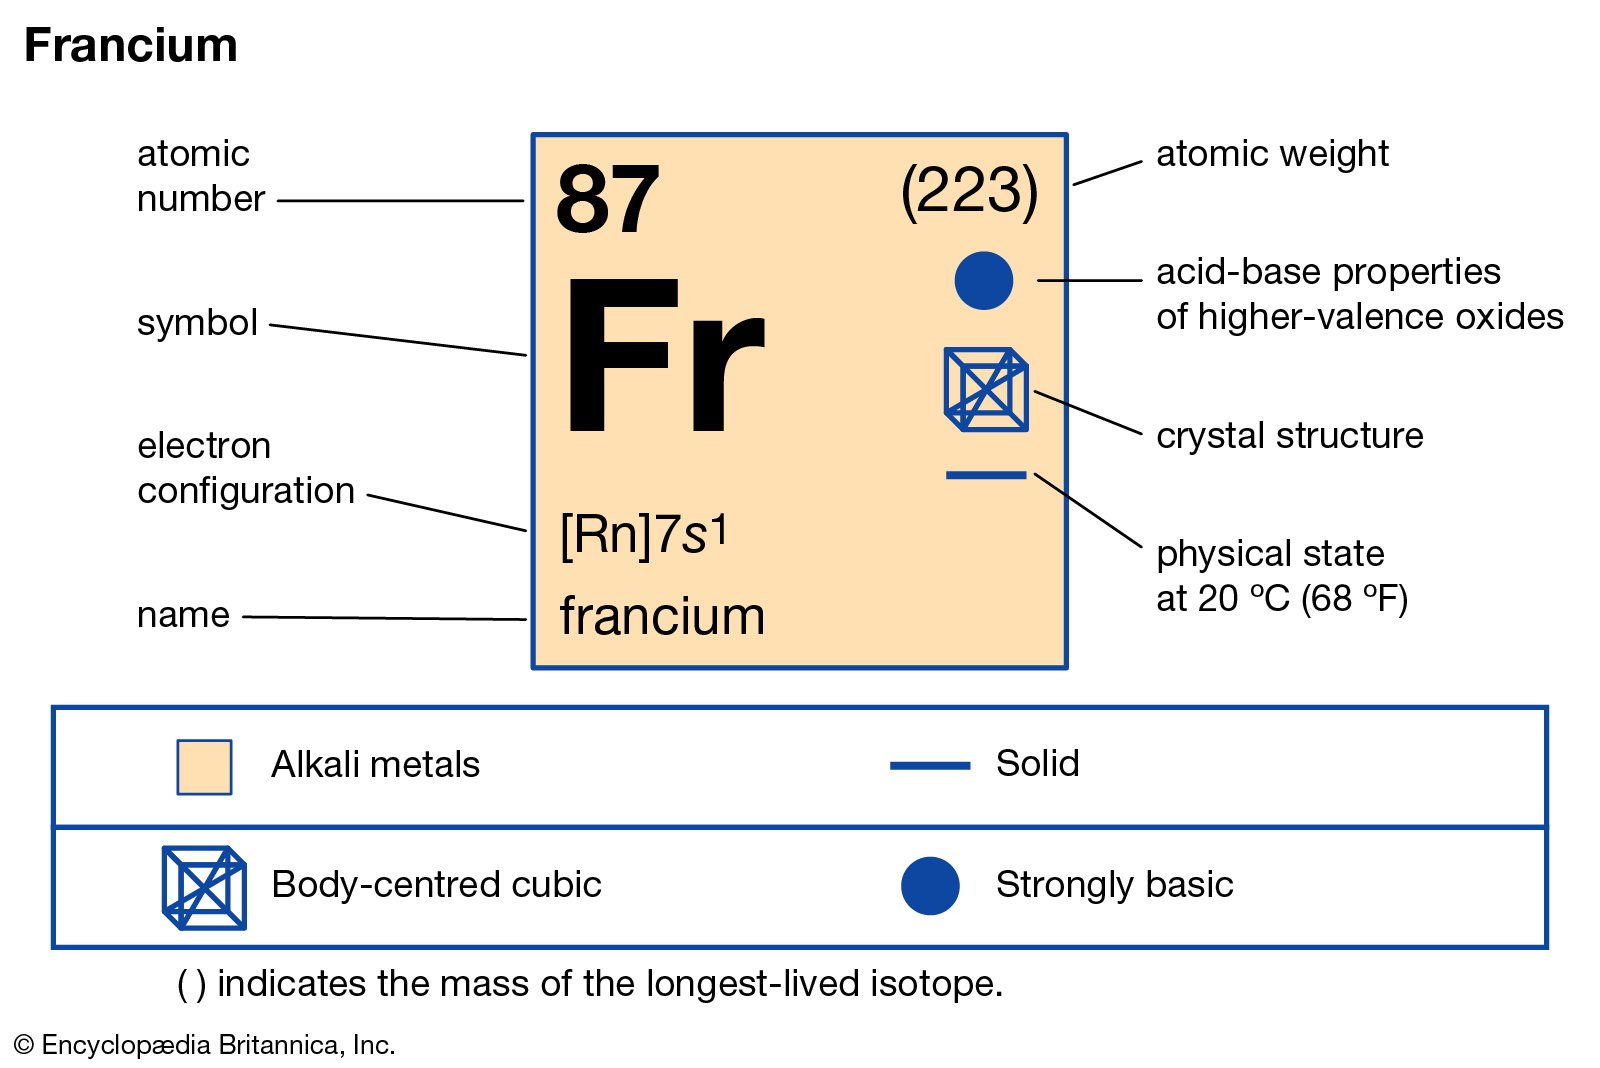 Francium
atomic
number
symbol
electron
configuration
name
87
(223)
Fr
[Rn]7s¹
francium
atomic weight
acid-base properties
of higher-valence oxides
crystal structure
physical state
at 20 ºC (68 ºF)
Alkali metals
Solid
Body-centred cubic
Strongly basic
( ) indicates the mass of the longest-lived isotope.
© Encyclopædia Britannica, Inc.